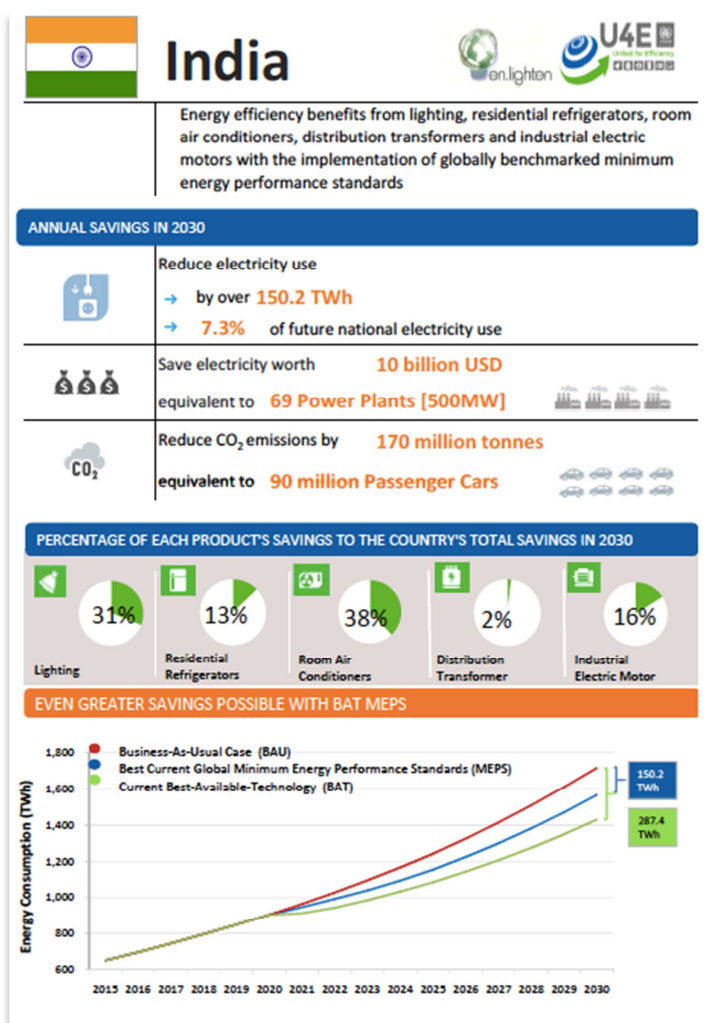 India
en.lighten
U4E
United for Efficiency
Energy efficiency benefits from lighting, residential refrigerators, room
air conditioners, distribution transformers and industrial electric
motors with the implementation of globally benchmarked minimum
energy performance standards
ANNUAL SAVINGS IN 2030
Reduce electricity use
→ by over 150.2 TWh
→ 7.3% of future national electricity use
$ $ $
Save electricity worth 10 billion USD
equivalent to 69 Power Plants [500MW]
CO₂
Reduce CO₂ emissions by 170 million tonnes
equivalent to 90 million Passenger Cars
PERCENTAGE OF EACH PRODUCT'S SAVINGS TO THE COUNTRY'S TOTAL SAVINGS IN 2030
31% 13% 38% 2% 16%
Lighting
Residential
Refrigerators
Room Air
Conditioners
Distribution
Transformer
Industrial
Electric Motor
EVEN GREATER SAVINGS POSSIBLE WITH BAT MEPS
Energy Consumption (TWh)
1,800
1,600
1,400
1,200
1,000
800
600
Business-As-Usual Case (BAU)
Best Current Global Minimum Energy Performance Standards (MEPS)
Current Best-Available-Technology (BAT)
150.2
TWh
287.4
TWh
2015 2016 2017 2018 2019 2020 2021 2022 2023 2024 2025 2026 2027 2028 2029 2030